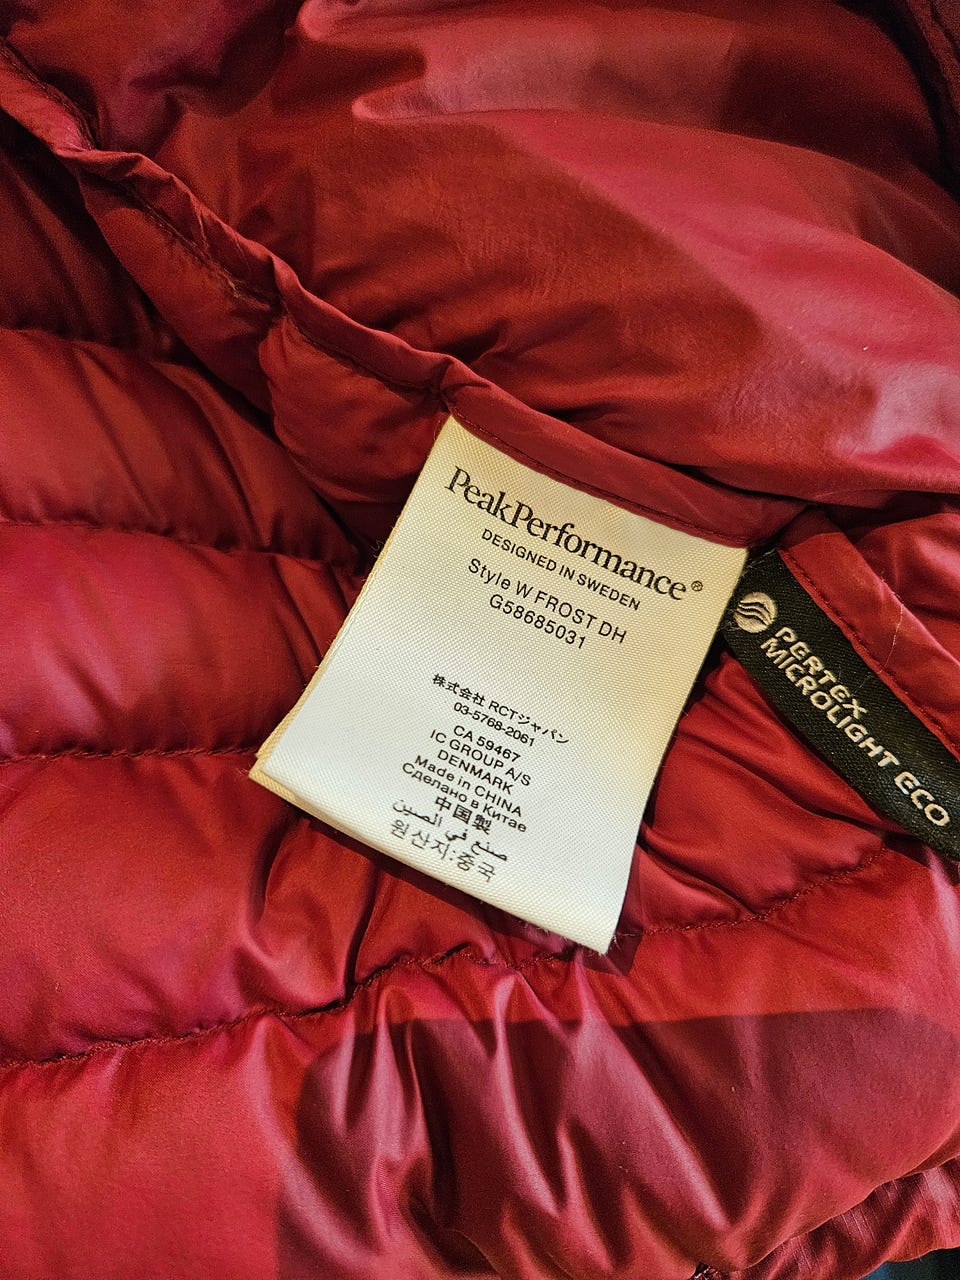 PeakPerformance®
DESIGNED IN SWEDEN
Style W FROST DH
G58685031
株式会社 RCTジャパン
03-5768-2061
CA 59467
IC GROUP A/S
DENMARK
Made in CHINA
Сделано в Китае
中国製
صنع في الصين
원산지:중국
PERTEX
MICROLIGHT ECO